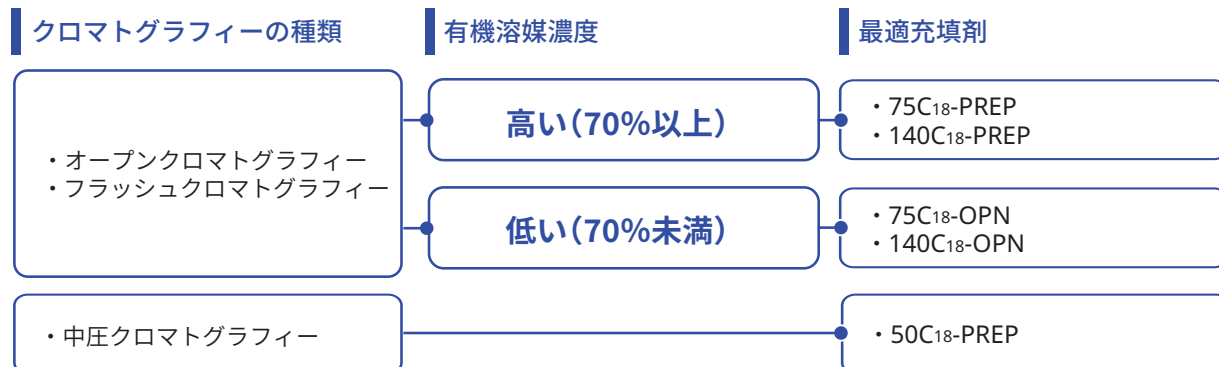 クロマトグラフィーの種類
有機溶媒濃度
最適充填剤
・オープンクロマトグラフィー
・フラッシュクロマトグラフィー
高い（70％以上）
・75C18-PREP
・140C18-PREP
低い（70％未満）
・75C18-OPN
・140C18-OPN
・中圧クロマトグラフィー
・50C18-PREP